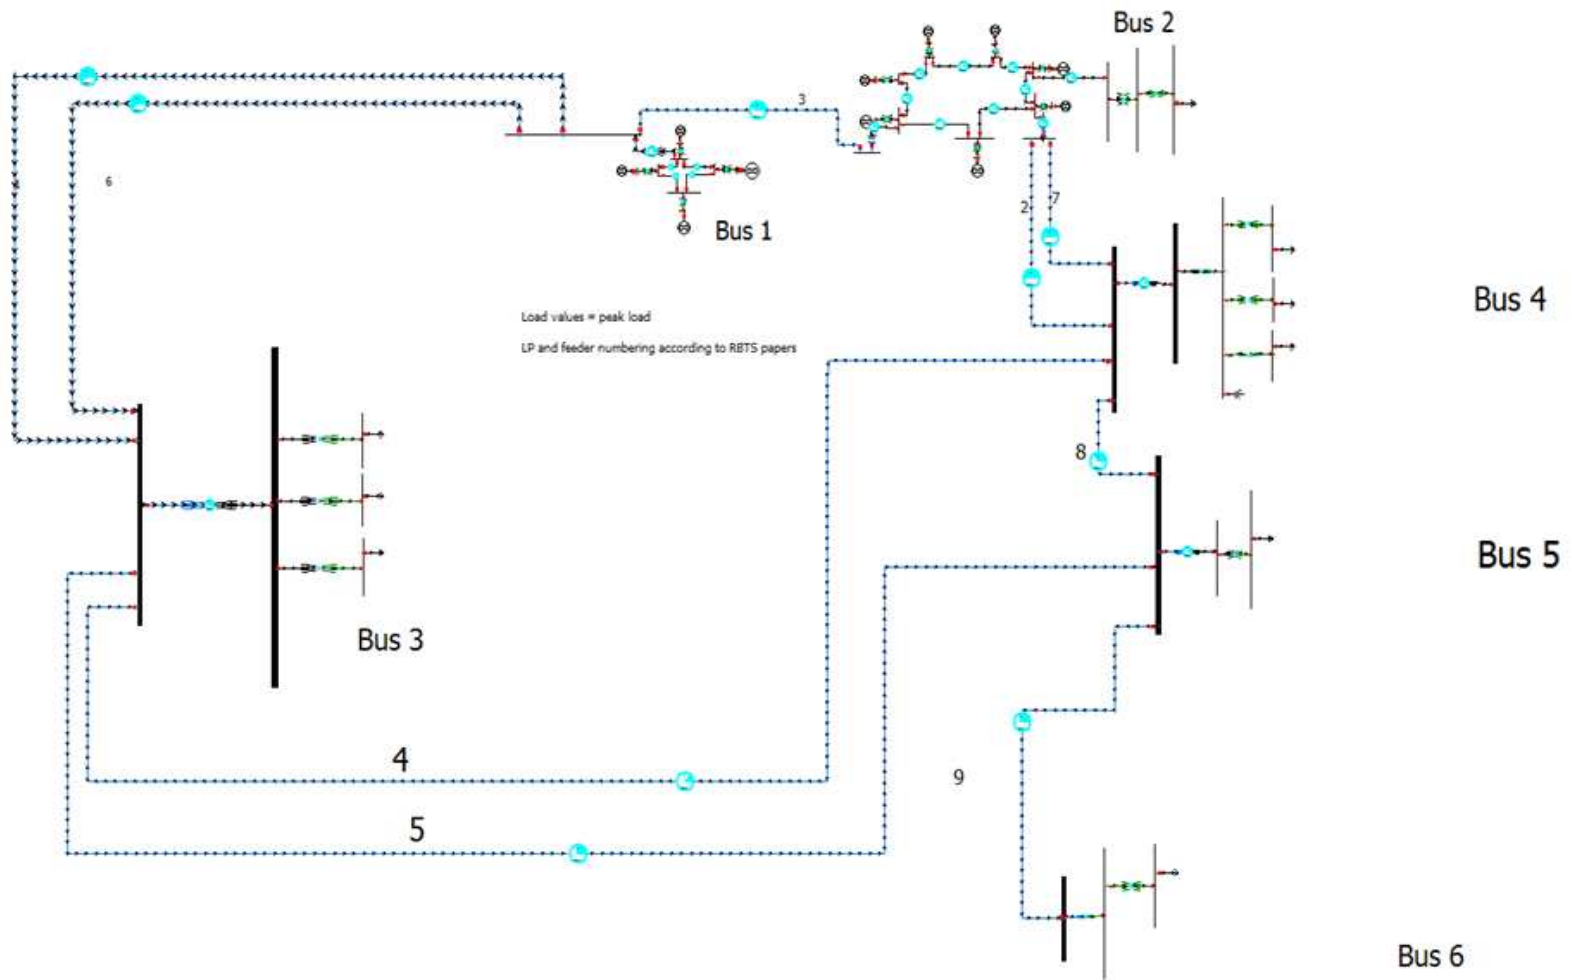 Bus 2
3
6
2
7
Bus 1
Bus 4
Load values = peak load
LP and feeder numbering according to RBTS papers
8
Bus 5
Bus 3
4
9
5
Bus 6